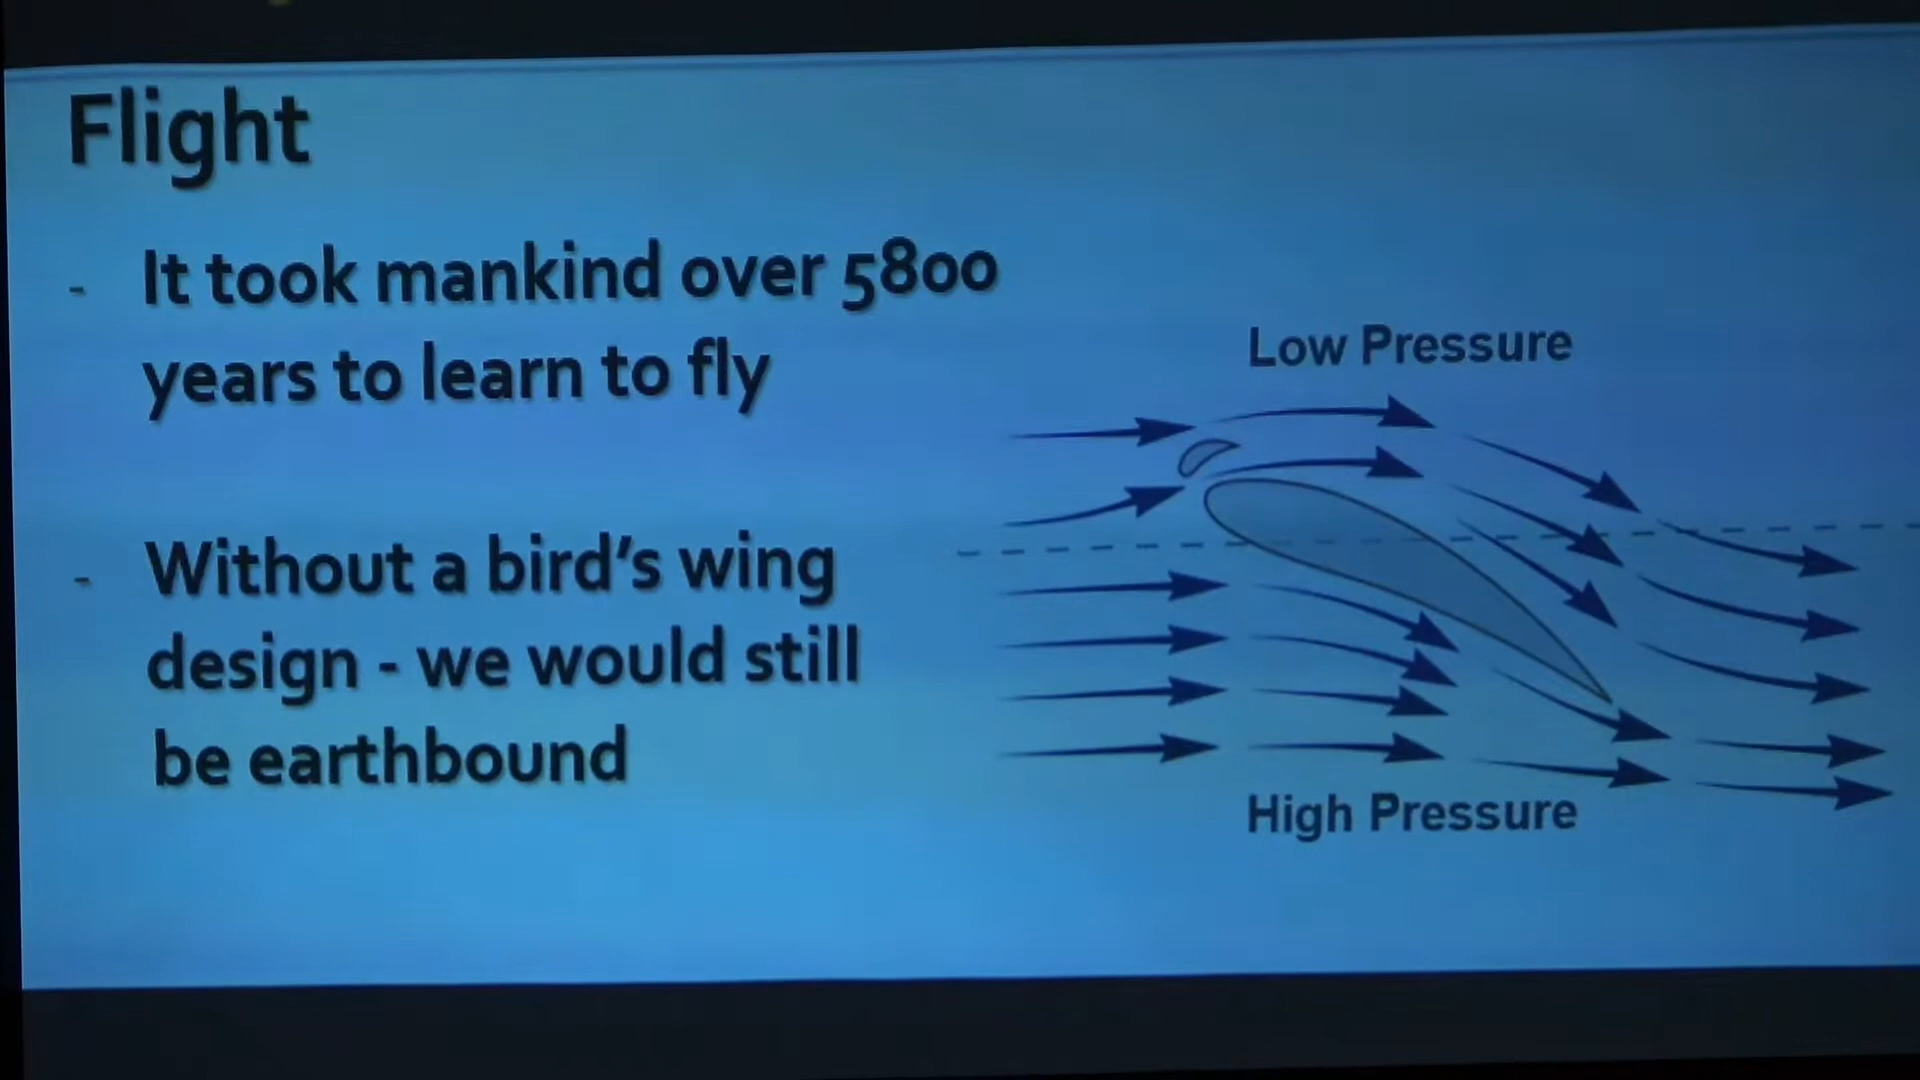 Flight
- It took mankind over 5800
years to learn to fly
- Without a bird's wing
design - we would still
be earthbound
Low Pressure
High Pressure